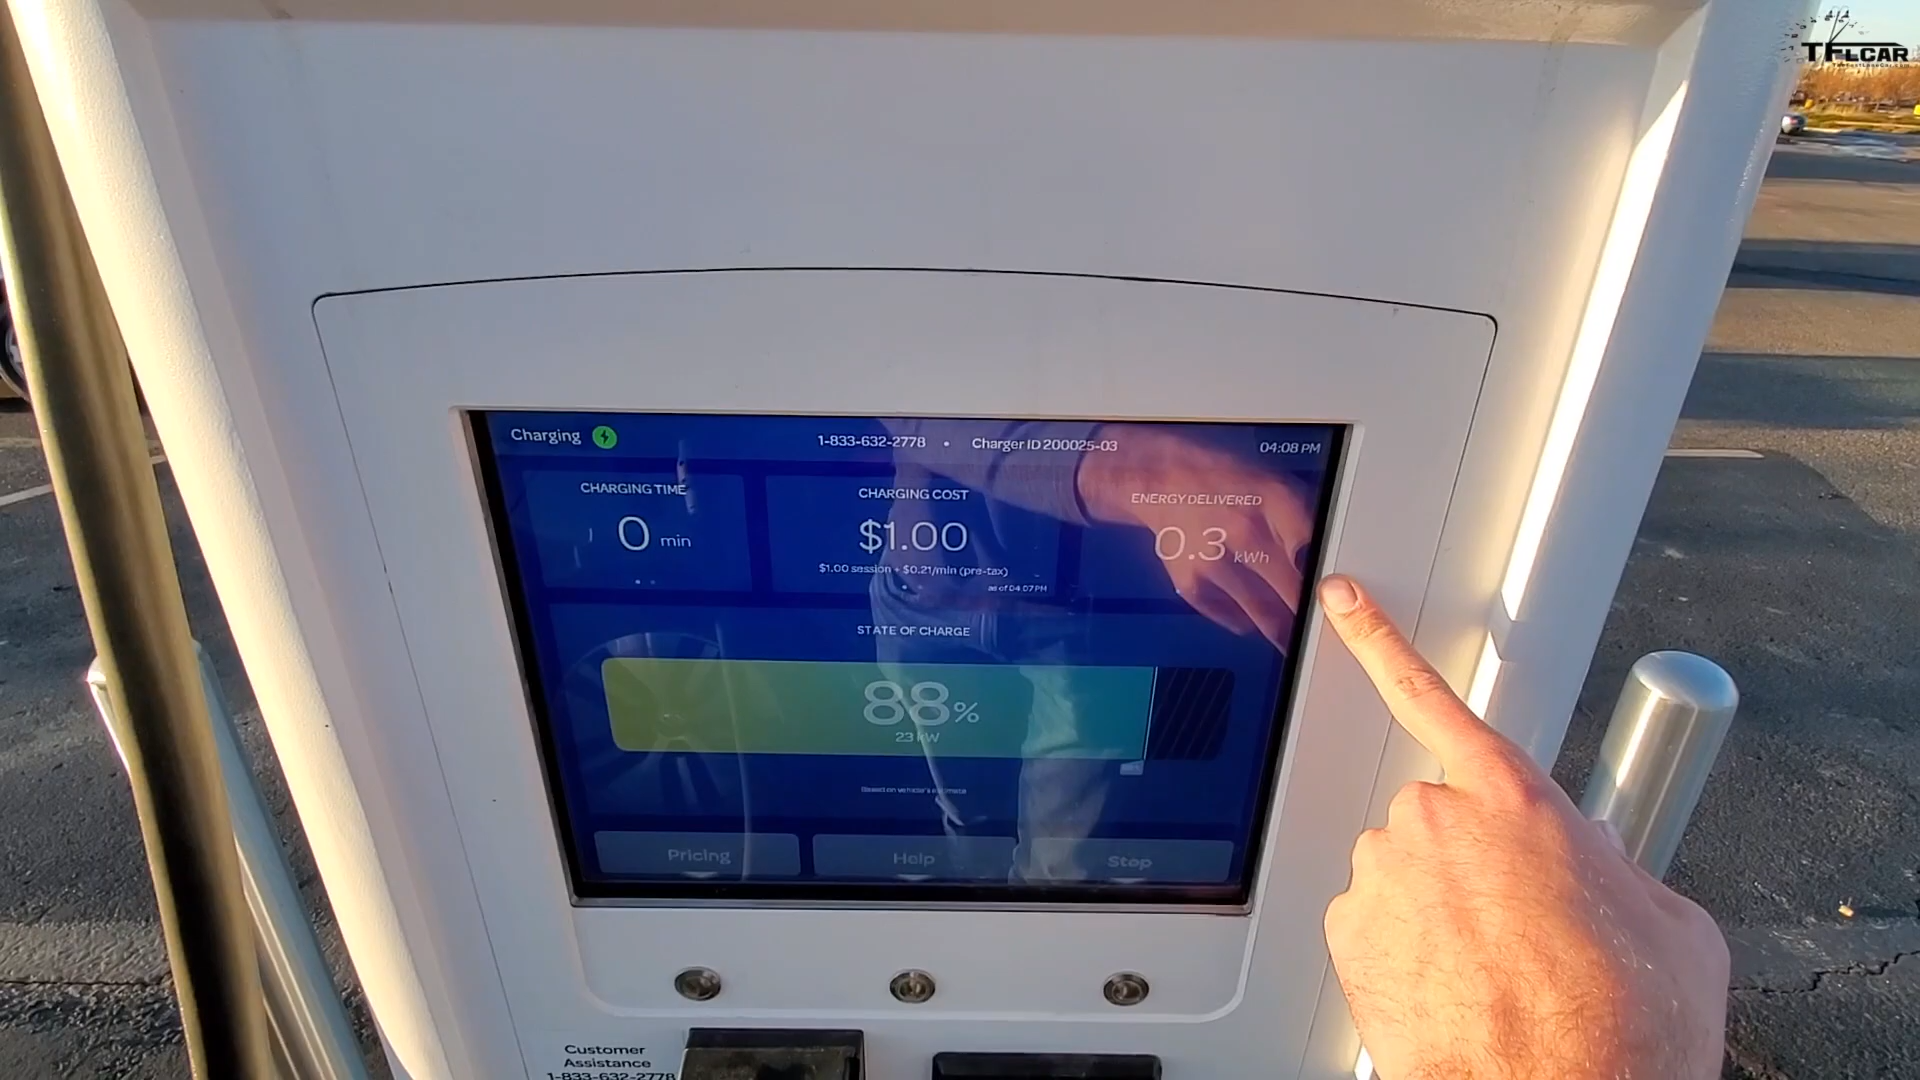 TFLCAR
Charging
1-833-632-2778 • Charger ID 200025-03
04:08 PM
CHARGING TIME
0 min
CHARGING COST
$1.00
$1.00 session + $0.21/min (pre-tax)
as of 04:07PM
ENERGY DELIVERED
0.3 kWh
STATE OF CHARGE
88%
23 kW
Based on vehicle's estimate
Pricing
Help
Stop
Customer
Assistance
1-833-632-2778